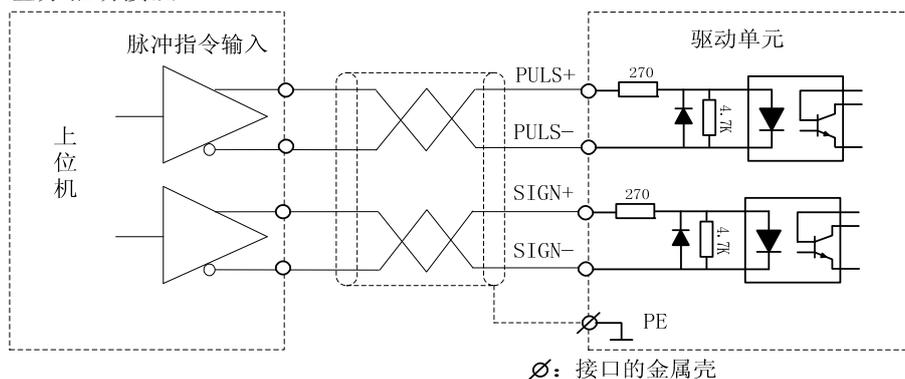 脉冲指令输入
驱动单元
上位机
PULS+
270
4.7K
PULS-
SIGN+
270
4.7K
SIGN-
PE
：接口的金属壳